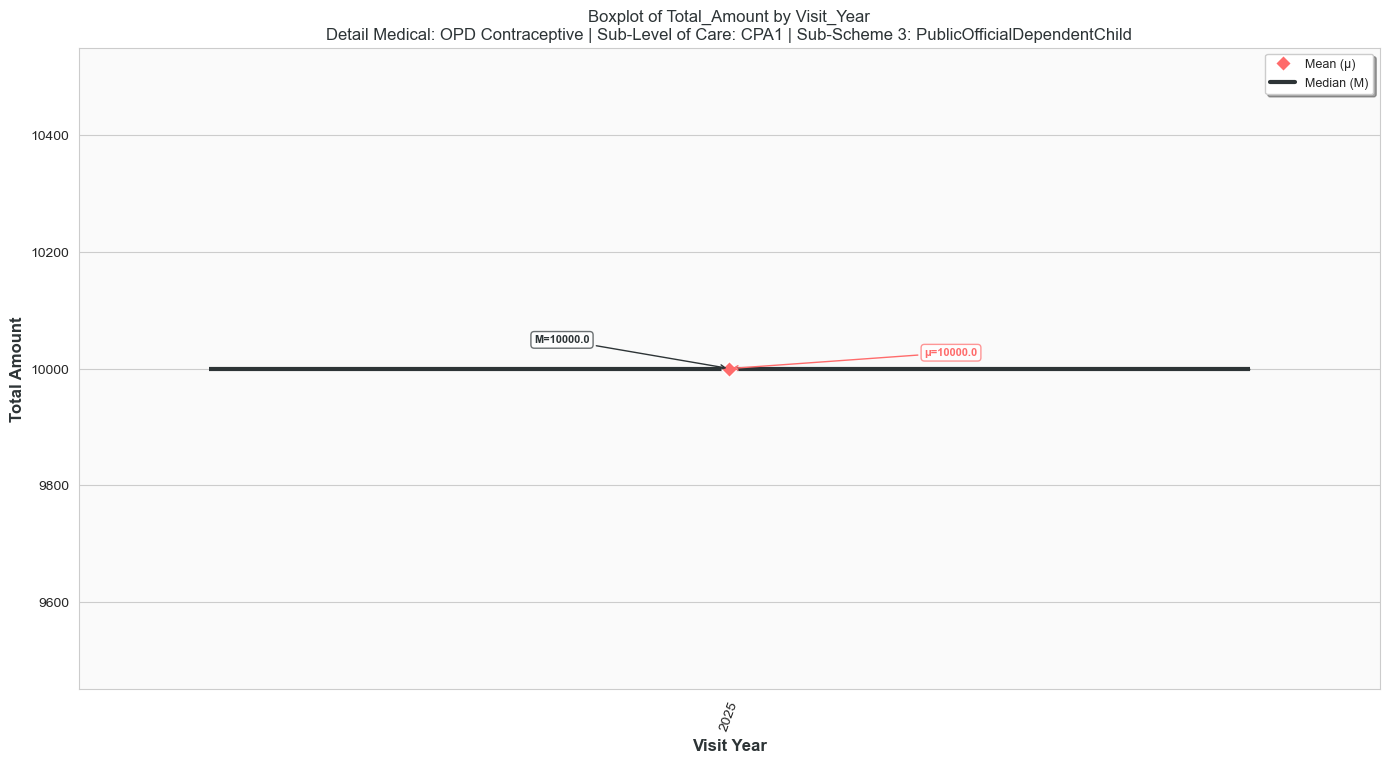 Boxplot of Total_Amount by Visit_Year
Detail Medical: OPD Contraceptive | Sub-Level of Care: CPA1 | Sub-Scheme 3: PublicOfficialDependentChild
Mean (μ)
Median (M)
10400
10200
10000
9800
9600
Total Amount
M=10000.0
μ=10000.0
2025
Visit Year